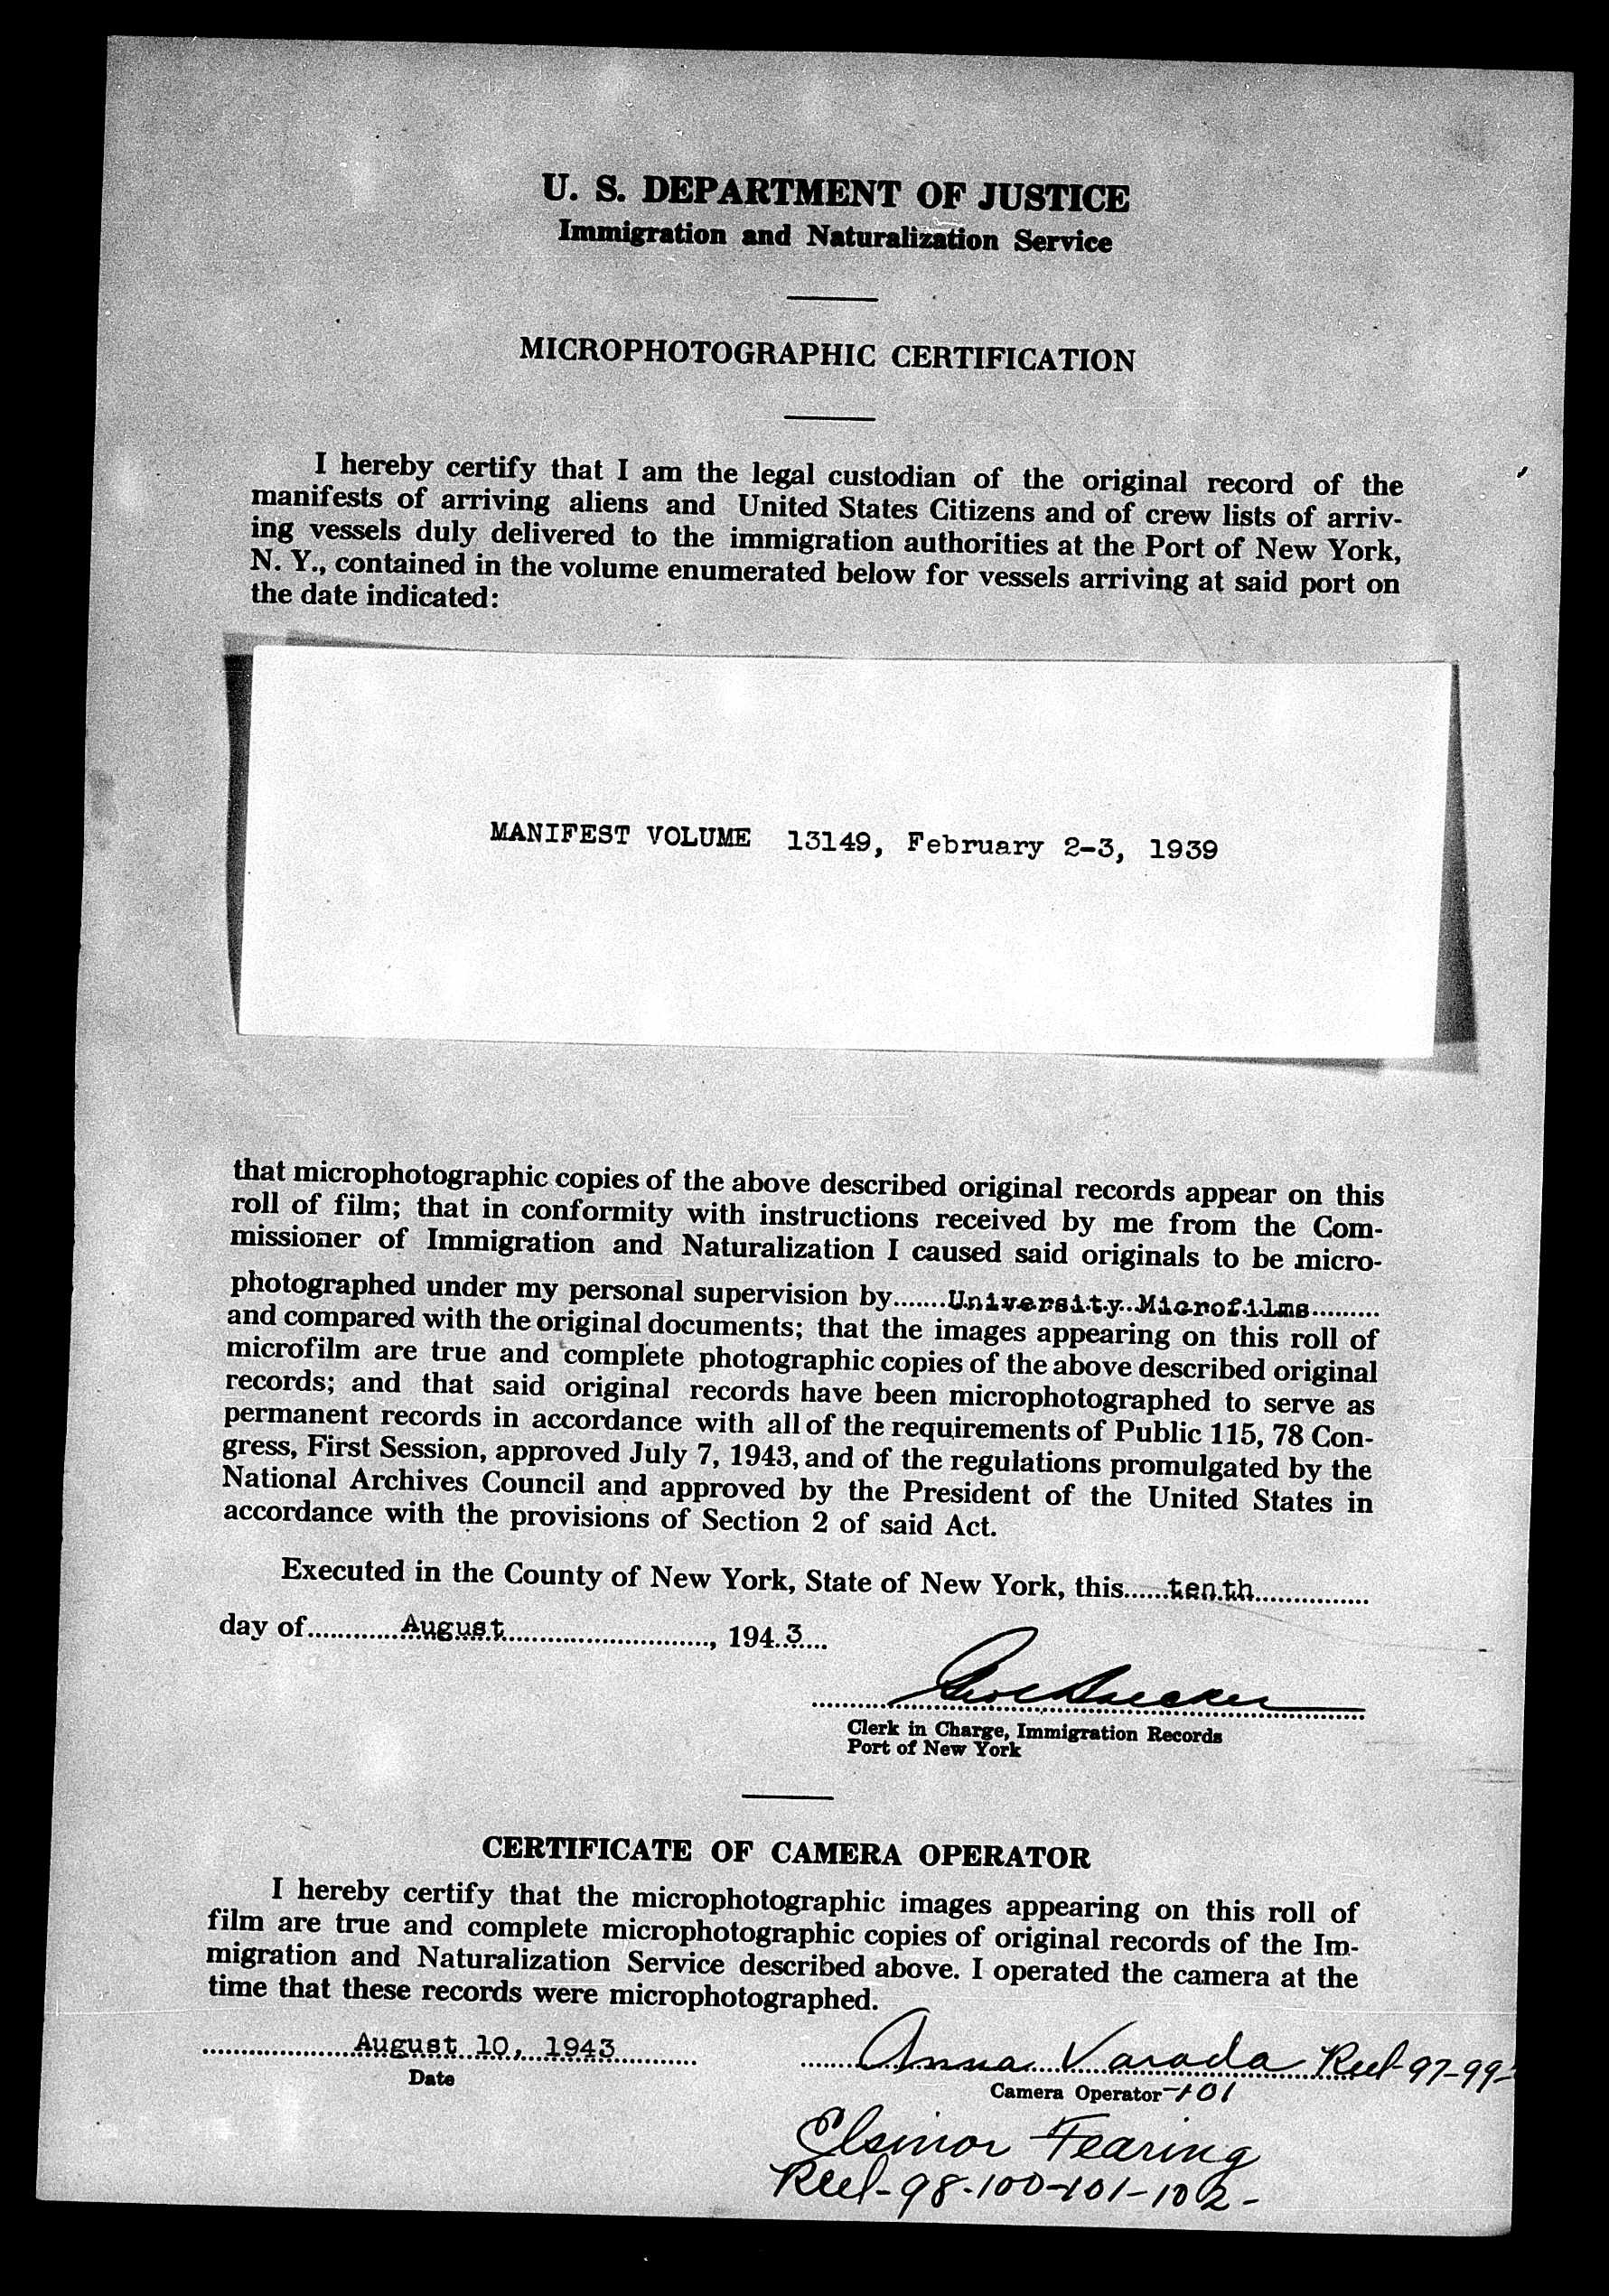 U. S. DEPARTMENT OF JUSTICE
Immigration and Naturalization Service
MICROPHOTOGRAPHIC CERTIFICATION
I hereby certify that I am the legal custodian of the original record of the
manifests of arriving aliens and United States Citizens and of crew lists of arriv-
ing vessels duly delivered to the immigration authorities at the Port of New York,
N. Y., contained in the volume enumerated below for vessels arriving at said port on
the date indicated:
MANIFEST VOLUME 13149, February 2-3, 1939
that microphotographic copies of the above described original records appear on this
roll of film; that in conformity with instructions received by me from the Com-
missioner of Immigration and Naturalization I caused said originals to be micro-
photographed under my personal supervision by.......University Microfilms.........
and compared with the original documents; that the images appearing on this roll of
microfilm are true and complete photographic copies of the above described original
records; and that said original records have been microphotographed to serve as
permanent records in accordance with all of the requirements of Public 115, 78 Con-
gress, First Session, approved July 7, 1943, and of the regulations promulgated by the
National Archives Council and approved by the President of the United States in
accordance with the provisions of Section 2 of said Act.
Executed in the County of New York, State of New York, this......tenth................
day of............August............................, 194..3....
Clerk in Charge, Immigration Records
Port of New York
CERTIFICATE OF CAMERA OPERATOR
I hereby certify that the microphotographic images appearing on this roll of
film are true and complete microphotographic copies of original records of the Im-
migration and Naturalization Service described above. I operated the camera at the
time that these records were microphotographed.
August 10, 1943 Anna Varada Reel-97-99-
Date Camera Operator -101
Fearing
Reel-98-100-101-102-